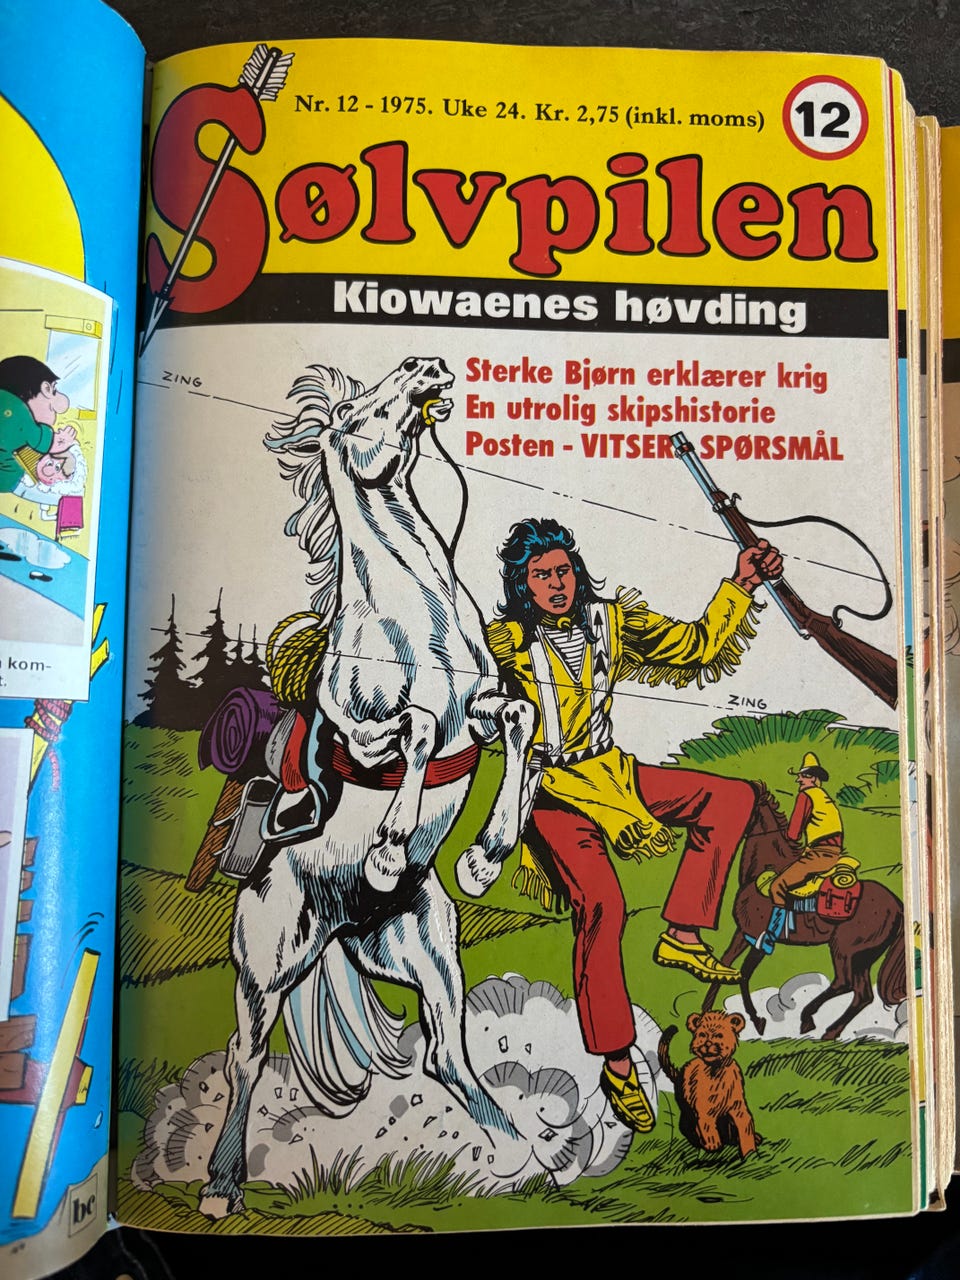 Nr. 12 - 1975. Uke 24. Kr. 2,75 (inkl. moms)
12
Sølvpilen
Kiowaenes høvding
Sterke Bjørn erklærer krig
En utrolig skipshistorie
Posten - VITSER - SPØRSMÅL
ZING
ZING
kom-
t.
bc